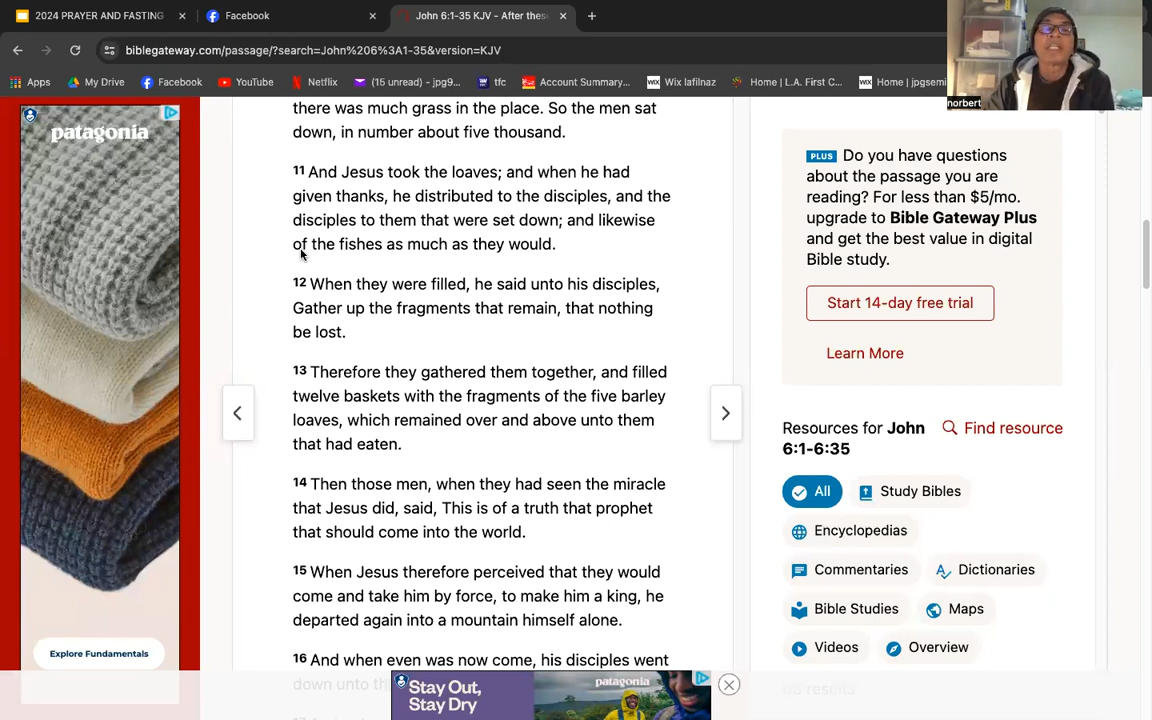 2024 PRAYER AND FASTING
Facebook
John 6:1-35 KJV - After these
biblegateway.com/passage/?search=John%206%3A1-35&version=KJV
Apps
My Drive
Facebook
YouTube
Netflix
(15 unread) - jpg9...
tfc
Account Summary...
WIX
Wix lafilnaz
Home | L.A. First C...
WIX
Home | jpgsemi
norbert
patagonia
Explore Fundamentals
there was much grass in the place. So the men sat
down, in number about five thousand.
11 And Jesus took the loaves; and when he had
given thanks, he distributed to the disciples, and the
disciples to them that were set down; and likewise
of the fishes as much as they would.
12 When they were filled, he said unto his disciples,
Gather up the fragments that remain, that nothing
be lost.
13 Therefore they gathered them together, and filled
twelve baskets with the fragments of the five barley
loaves, which remained over and above unto them
that had eaten.
14 Then those men, when they had seen the miracle
that Jesus did, said, This is of a truth that prophet
that should come into the world.
15 When Jesus therefore perceived that they would
come and take him by force, to make him a king, he
departed again into a mountain himself alone.
16 And when even was now come, his disciples went
down unto
Stay Out,
Stay Dry
patagonia
PLUS Do you have questions
about the passage you are
reading? For less than $5/mo.
upgrade to Bible Gateway Plus
and get the best value in digital
Bible study.
Start 14-day free trial
Learn More
Resources for John
6:1-6:35
Find resource
All
Study Bibles
Encyclopedias
Commentaries
Dictionaries
Bible Studies
Maps
Videos
Overview
results